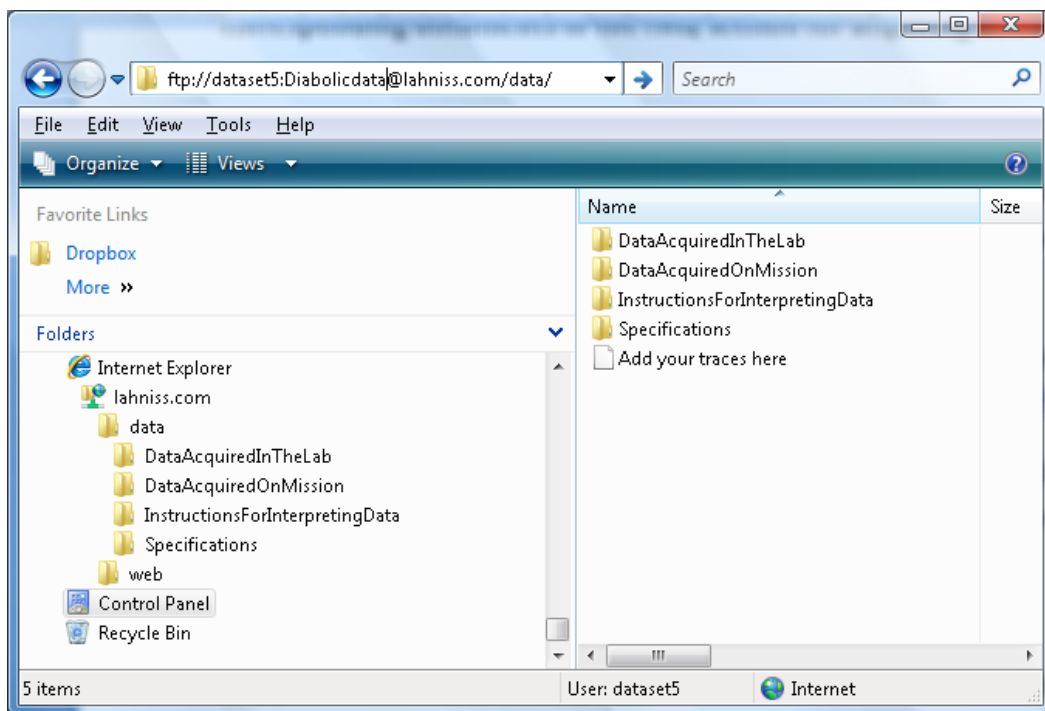 ftp://dataset5:Diabolicdata@lahniss.com/data/ Search
File Edit View Tools Help
Organize Views
Favorite Links
Dropbox
More »
Folders
Internet Explorer
lahniss.com
data
DataAcquiredInTheLab
DataAcquiredOnMission
InstructionsForInterpretingData
Specifications
web
Control Panel
Recycle Bin
Name Size
DataAcquiredInTheLab
DataAcquiredOnMission
InstructionsForInterpretingData
Specifications
Add your traces here
5 items User: dataset5 Internet